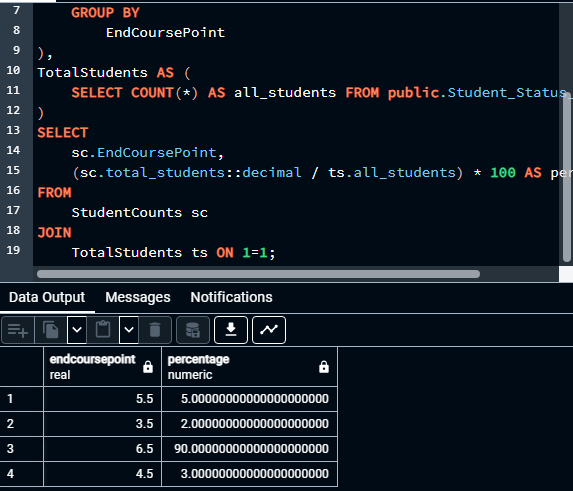 7 GROUP BY
8 EndCoursePoint
9 ),
10 TotalStudents AS (
11 SELECT COUNT(*) AS all_students FROM public.Student_Status_
12 )
13 SELECT
14 sc.EndCoursePoint,
15 (sc.total_students::decimal / ts.all_students) * 100 AS per
16 FROM
17 StudentCounts sc
18 JOIN
19 TotalStudents ts ON 1=1;
Data Output Messages Notifications
endcoursepoint percentage
real numeric
1 5.5 5.00000000000000000000
2 3.5 2.00000000000000000000
3 6.5 90.00000000000000000000
4 4.5 3.00000000000000000000